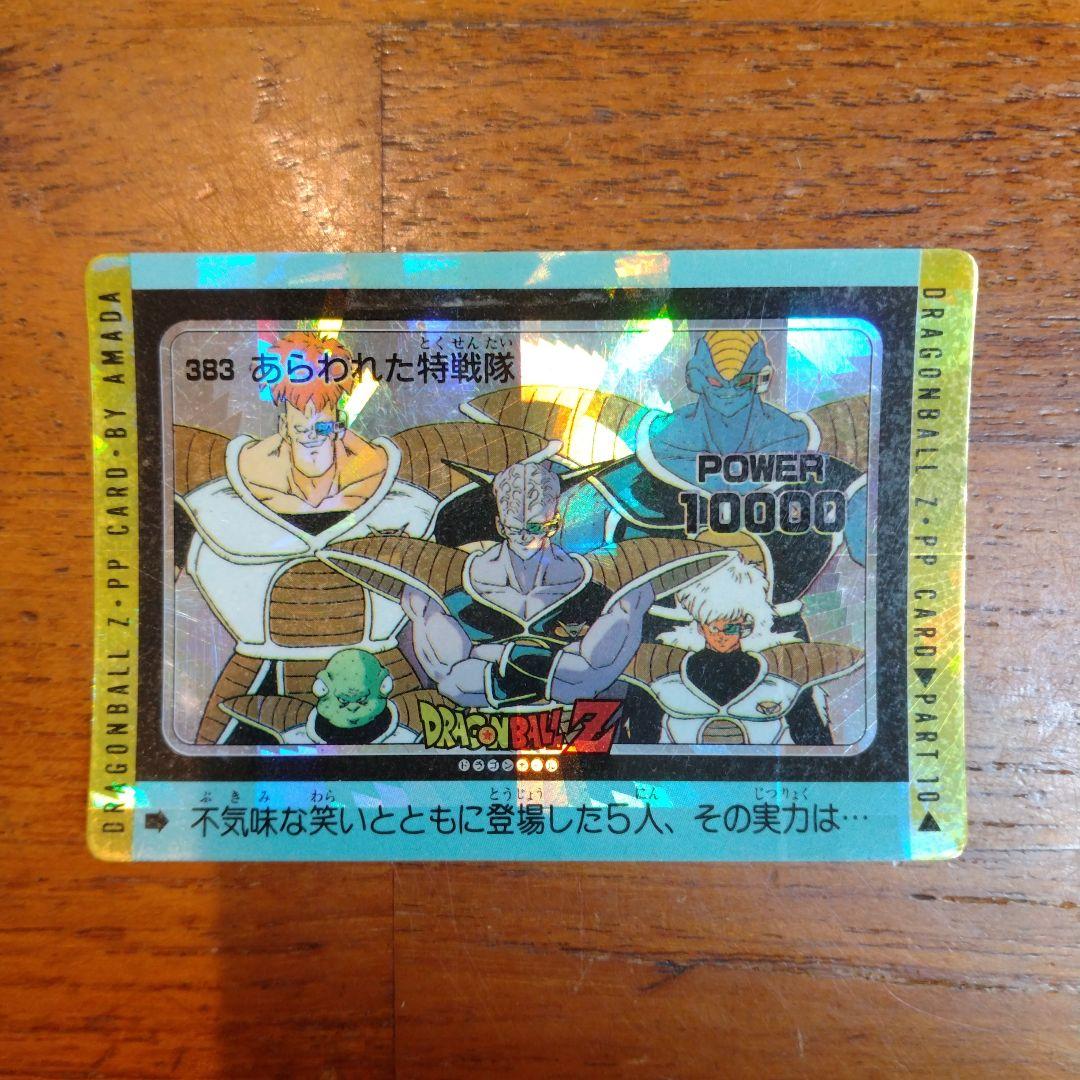 383 あらわれた特戦隊
とくせんたい
POWER
10000
DRAGONBALL Z
ドラゴンボール
不気味な笑いとともに登場したら5人、その実力は…
ぶきみ わら とうじょう にん じつりょく
DRAGONBALL Z・PP CARD・BY AMADA
DRAGONBALL Z・PP CARD▶PART 10▲